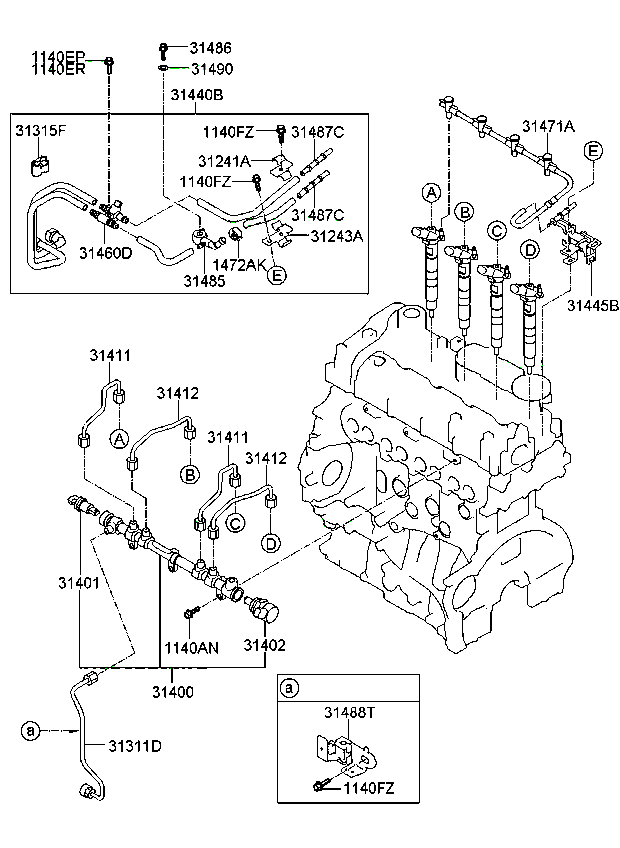 1140EP
1140ER
31486
31490
31440B
31315F
1140FZ
31487C
31241A
1140FZ
31487C
31243A
31460D
1472AK
31485
E
31471A
E
A
B
C
D
31445B
31411
31412
A
B
31411
31412
C
D
31401
1140AN
31402
31400
a
31311D
a
31488T
1140FZ